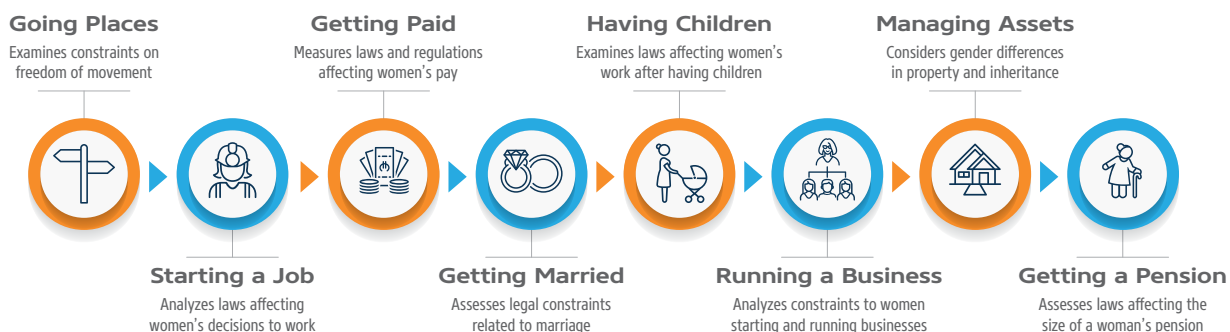 Going Places
Examines constraints on
freedom of movement
Starting a Job
Analyzes laws affecting
women's decisions to work
Getting Paid
Measures laws and regulations
affecting women's pay
Getting Married
Assesses legal constraints
related to marriage
Having Children
Examines laws affecting women's
work after having children
Running a Business
Analyzes constraints to women
starting and running businesses
Managing Assets
Considers gender differences
in property and inheritance
Getting a Pension
Assesses laws affecting the
size of a woman's pension